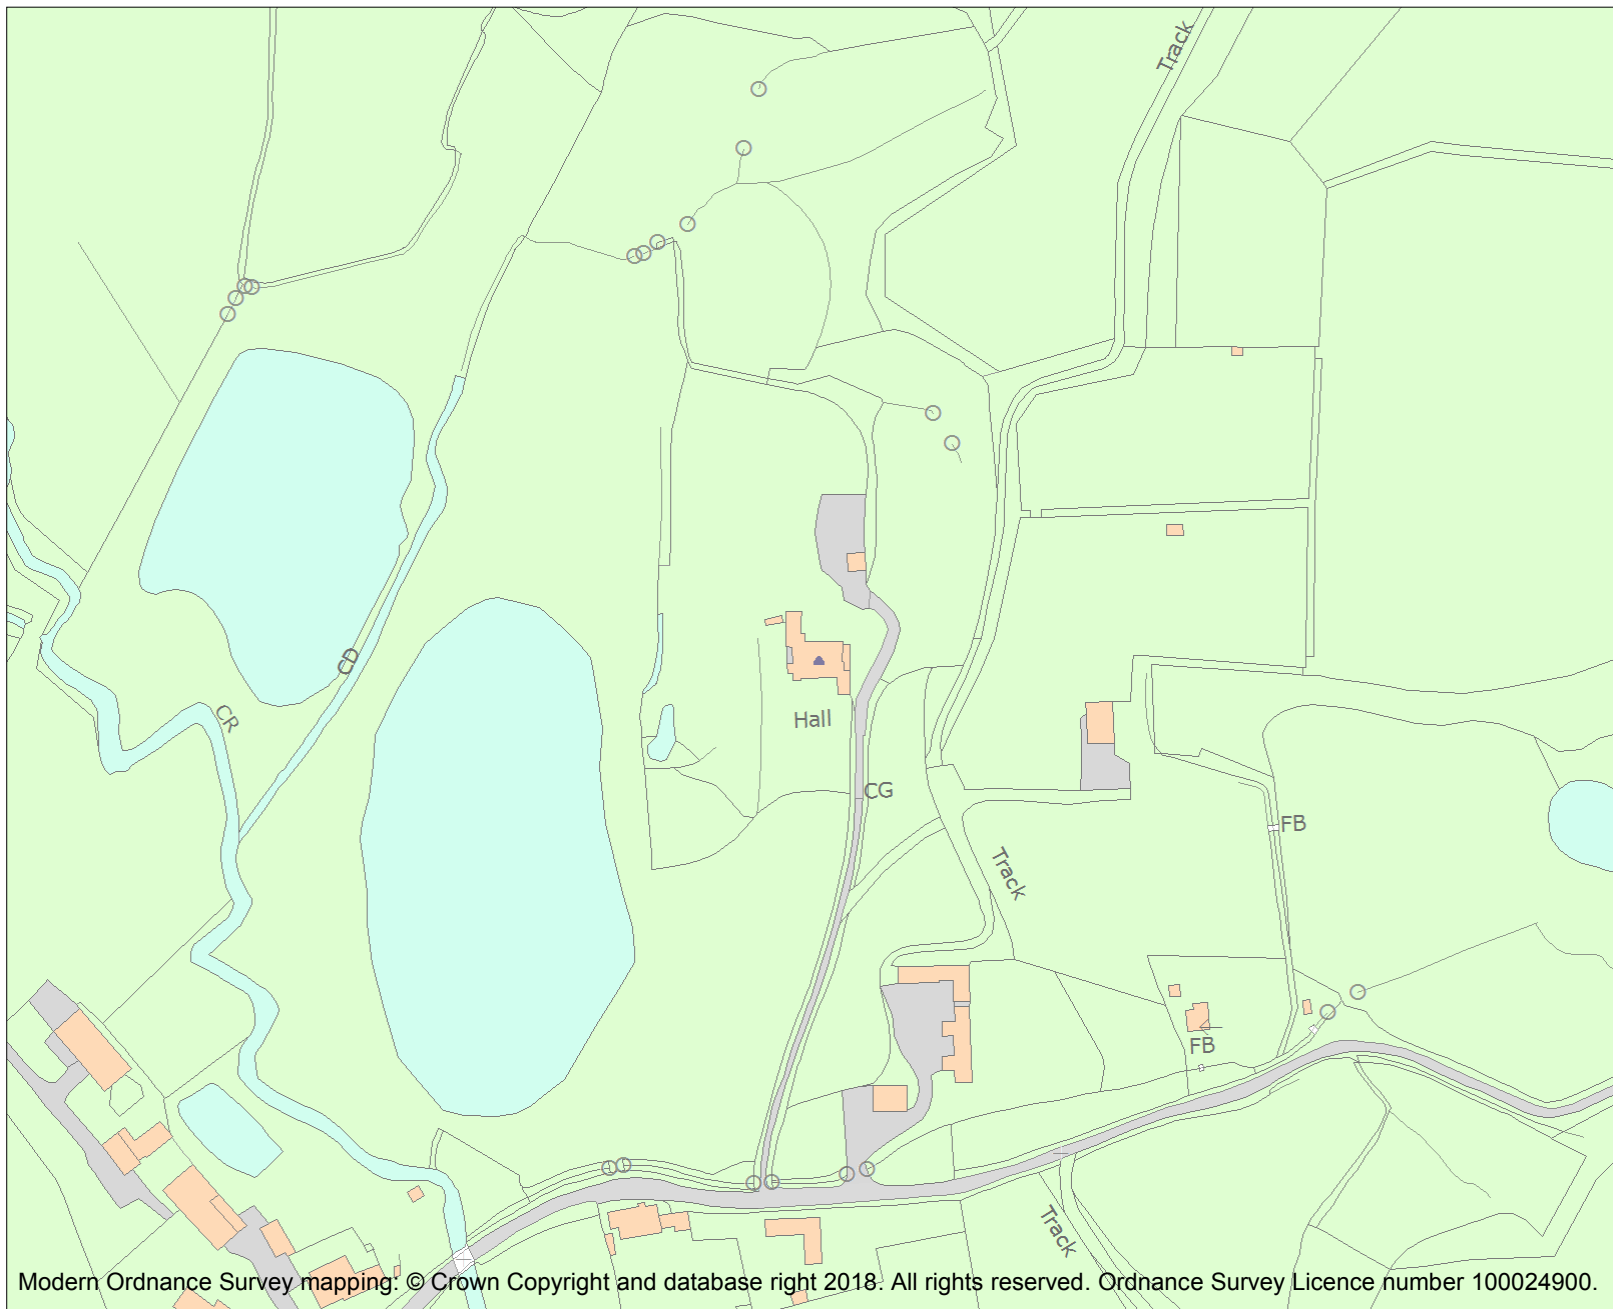 Track
CD
CR
Hall
CG
FB
Track
FB
Track
Modern Ordnance Survey mapping: © Crown Copyright and database right 2018. All rights reserved. Ordnance Survey Licence number 100024900.